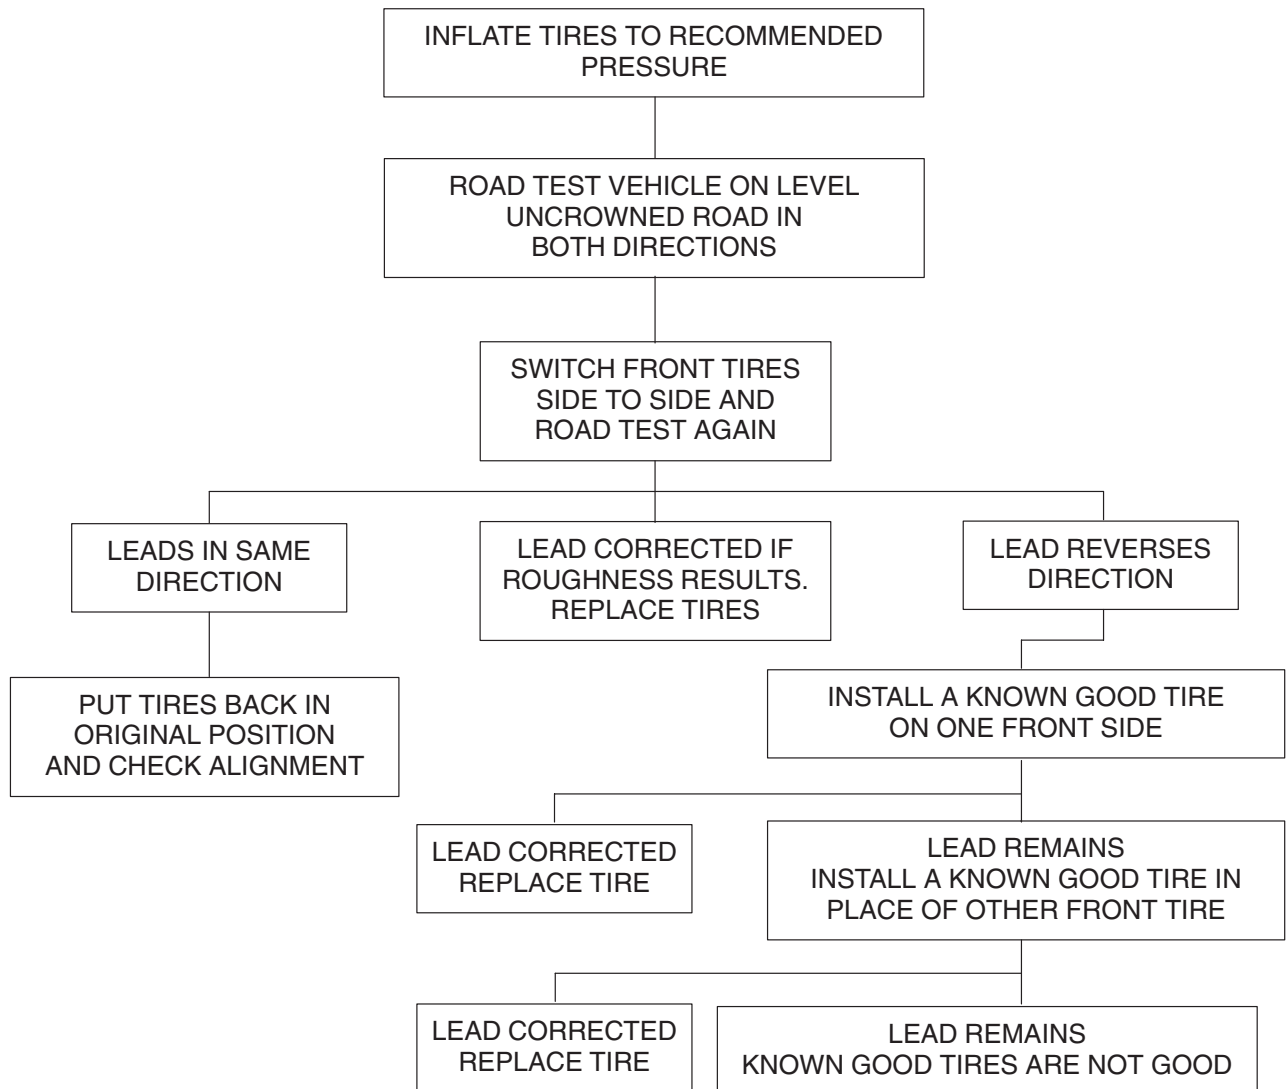 INFLATE TIRES TO RECOMMENDED
PRESSURE
ROAD TEST VEHICLE ON LEVEL
UNCROWNED ROAD IN
BOTH DIRECTIONS
SWITCH FRONT TIRES
SIDE TO SIDE AND
ROAD TEST AGAIN
LEADS IN SAME
DIRECTION
LEAD CORRECTED IF
ROUGHNESS RESULTS.
REPLACE TIRES
LEAD REVERSES
DIRECTION
PUT TIRES BACK IN
ORIGINAL POSITION
AND CHECK ALIGNMENT
INSTALL A KNOWN GOOD TIRE
ON ONE FRONT SIDE
LEAD CORRECTED
REPLACE TIRE
LEAD REMAINS
INSTALL A KNOWN GOOD TIRE IN
PLACE OF OTHER FRONT TIRE
LEAD CORRECTED
REPLACE TIRE
LEAD REMAINS
KNOWN GOOD TIRES ARE NOT GOOD